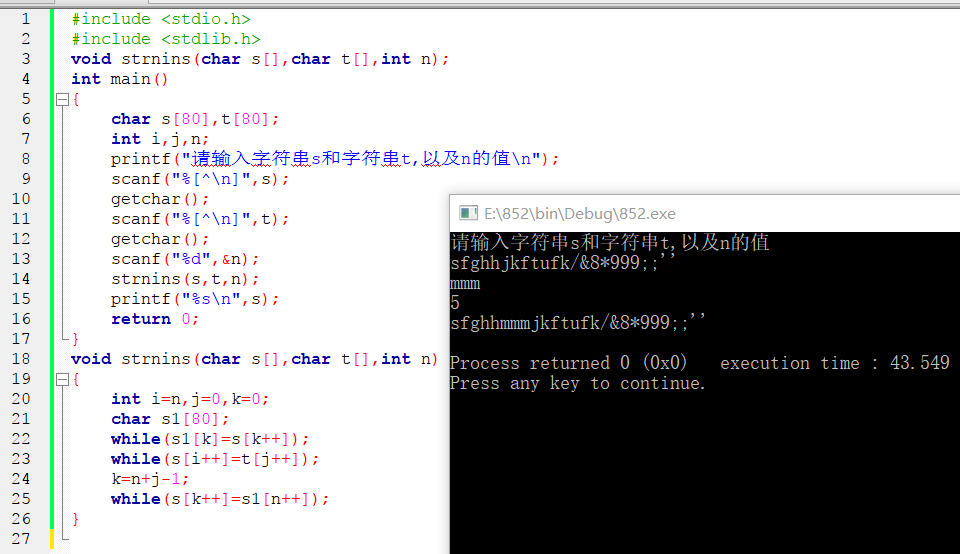 1 #include <stdio.h>
2 #include <stdlib.h>
3 void strnins(char s[],char t[],int n);
4 int main()
5 {
6 char s[80],t[80];
7 int i,j,n;
8 printf("请输入字符串s和字符串t,以及n的值\n");
9 scanf("%[^\n]",s);
10 getchar();
11 scanf("%[^\n]",t);
12 getchar();
13 scanf("%d",&n);
14 strnins(s,t,n);
15 printf("%s\n",s);
16 return 0;
17 }
18 void strnins(char s[],char t[],int n)
19 {
20 int i=n,j=0,k=0;
21 char s1[80];
22 while(s1[k]=s[k++]);
23 while(s[i++]=t[j++]);
24 k=n+j-1;
25 while(s[k++]=s1[n++]);
26 }
27
E:\852\bin\Debug\852.exe
请输入字符串s和字符串t,以及n的值
sfghhjkftufk/&8*999;;''
mmm
5
sfghhmmmjkftufk/&8*999;;''
Process returned 0 (0x0) execution time : 43.549
Press any key to continue.